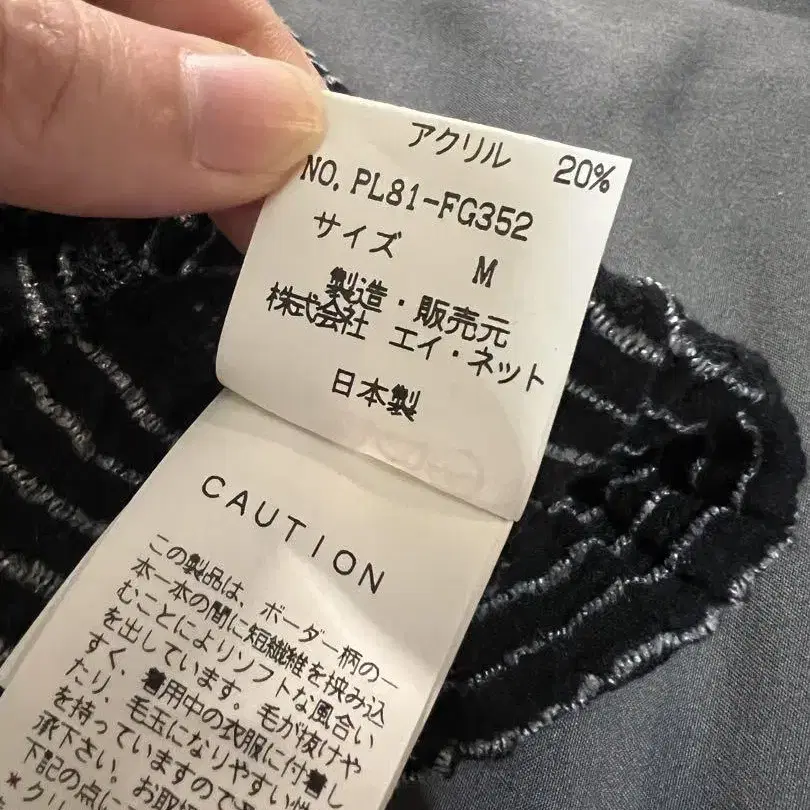 アクリル 20%
NO. PL81-FG352
サイズ M
製造・販売元
株式会社 エイ・ネット
日本製
CAUTION
この製品は、ボーダー柄の一
本一本の間に短繊維を挟み込
むことによりソフトな風合い
を出しています。毛が抜けや
すく、着用中の衣服に付着し
たり、毛玉になりやすい性
を持っていますので
承下さい。お取
下記の点に
*クリ